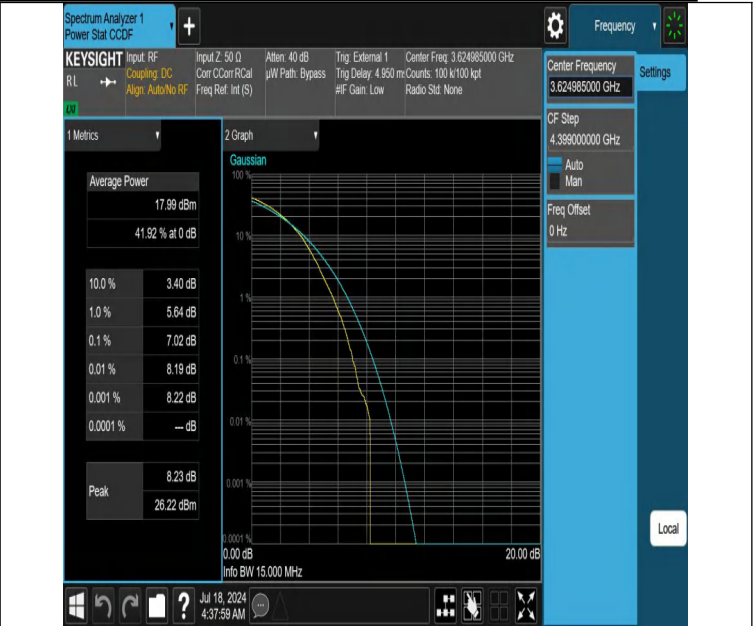 Spectrum Analyzer 1
Power Stat CCDF
+
Frequency
KEYSIGHT
RL
Input: RF
Coupling: DC
Align: Auto/No RF
Input Z: 50 Ω
Corr CCorr RCal
Freq Ref: Int (S)
Atten: 40 dB
µW Path: Bypass
Trig: External 1
Trig Delay: 4.950 ms
#IF Gain: Low
Center Freq: 3.624985000 GHz
Counts: 100 k/100 kpt
Radio Std: None
Center Frequency
3.624985000 GHz
Settings
CF Step
4.399000000 GHz
Auto
Man
Freq Offset
0 Hz
1 Metrics
Average Power
17.99 dBm
41.92 % at 0 dB
10.0 % 3.40 dB
1.0 % 5.64 dB
0.1 % 7.02 dB
0.01 % 8.19 dB
0.001 % 8.22 dB
0.0001 % --- dB
Peak
8.23 dB
26.22 dBm
2 Graph
Gaussian
100 %
10 %
1 %
0.1 %
0.01 %
0.001 %
0.0001 %
0.00 dB
20.00 dB
Info BW 15.000 MHz
Local
?
Jul 18, 2024
4:37:59 AM